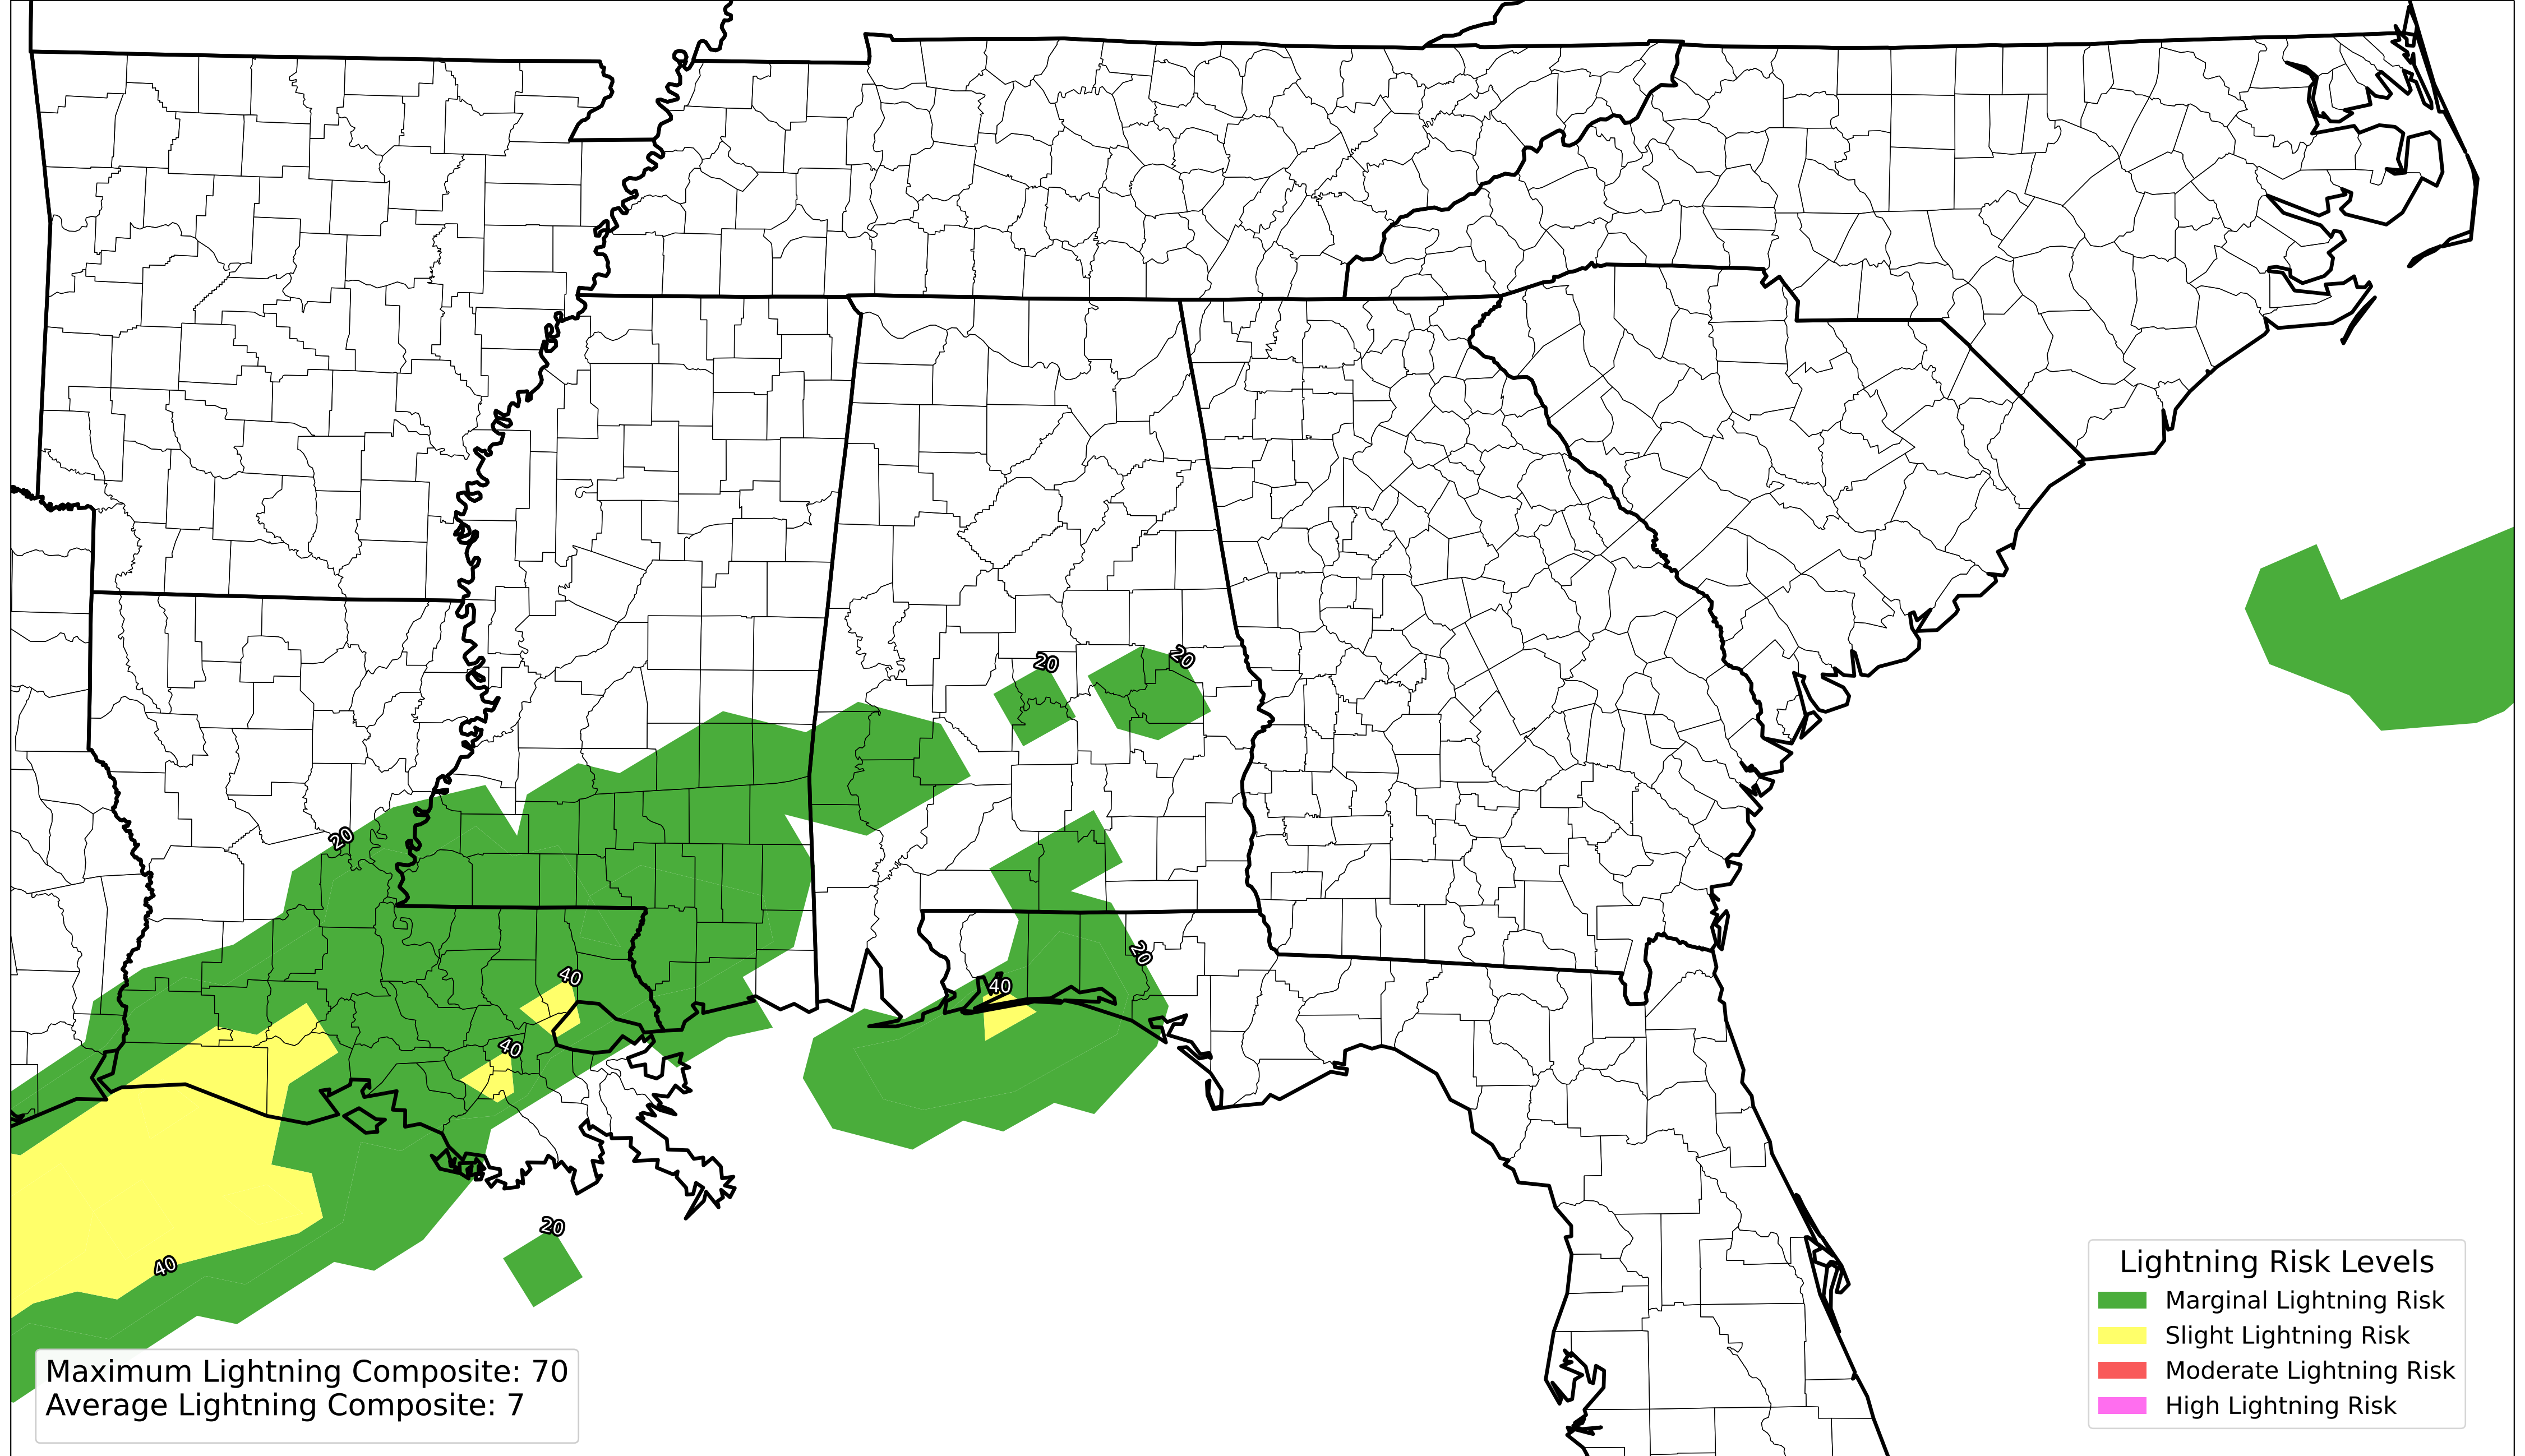 20
20
20
20
40
40
40
40
20
40
Lightning Risk Levels
Marginal Lightning Risk
Slight Lightning Risk
Moderate Lightning Risk
High Lightning Risk
Maximum Lightning Composite: 70
Average Lightning Composite: 7